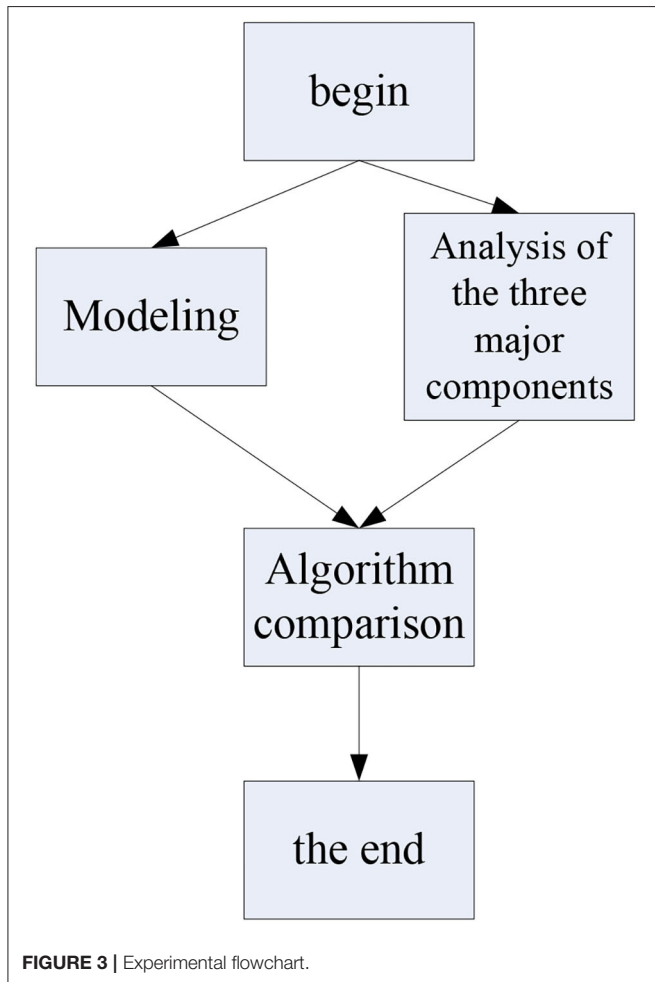 begin
Modeling
Analysis of
the three
major
components
Algorithm
comparison
the end
FIGURE 3 | Experimental flowchart.